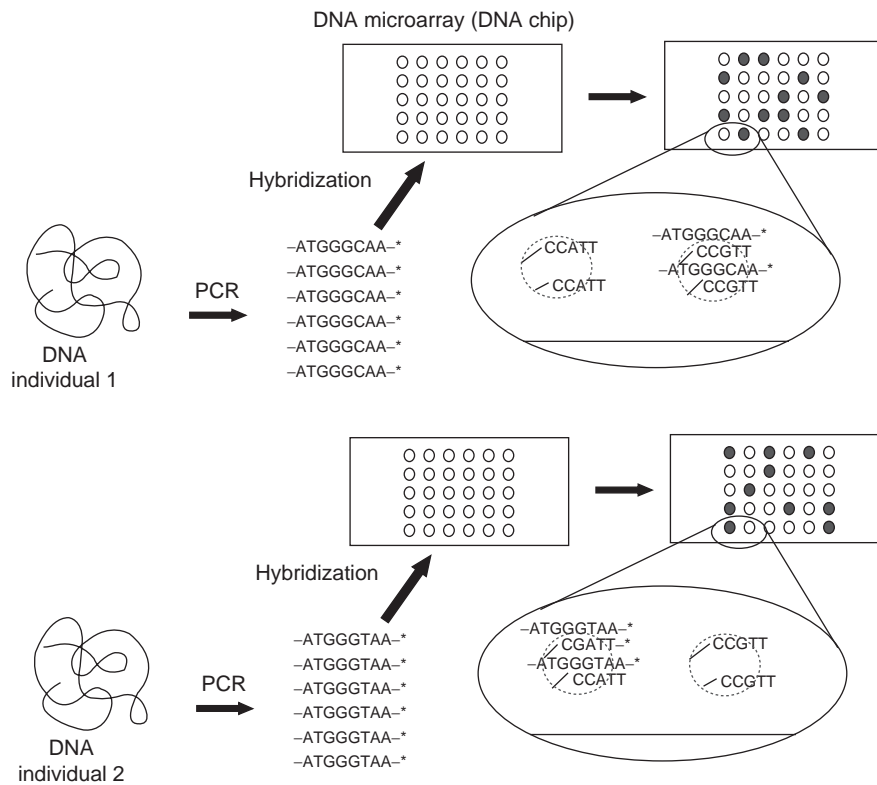 DNA microarray (DNA chip)
Hybridization
–ATGGGCAA–*
–ATGGGCAA–*
–ATGGGCAA–*
–ATGGGCAA–*
–ATGGGCAA–*
–ATGGGCAA–*
PCR
DNA
individual 1
CCATT
CCATT
–ATGGGCAA–*
CCGTT
–ATGGGCAA–*
CCGTT
Hybridization
–ATGGGTAA–*
–ATGGGTAA–*
–ATGGGTAA–*
–ATGGGTAA–*
–ATGGGTAA–*
–ATGGGTAA–*
PCR
DNA
individual 2
–ATGGGTAA–*
CGATT–*
–ATGGGTAA–*
CCATT
CCGTT
CCGTT